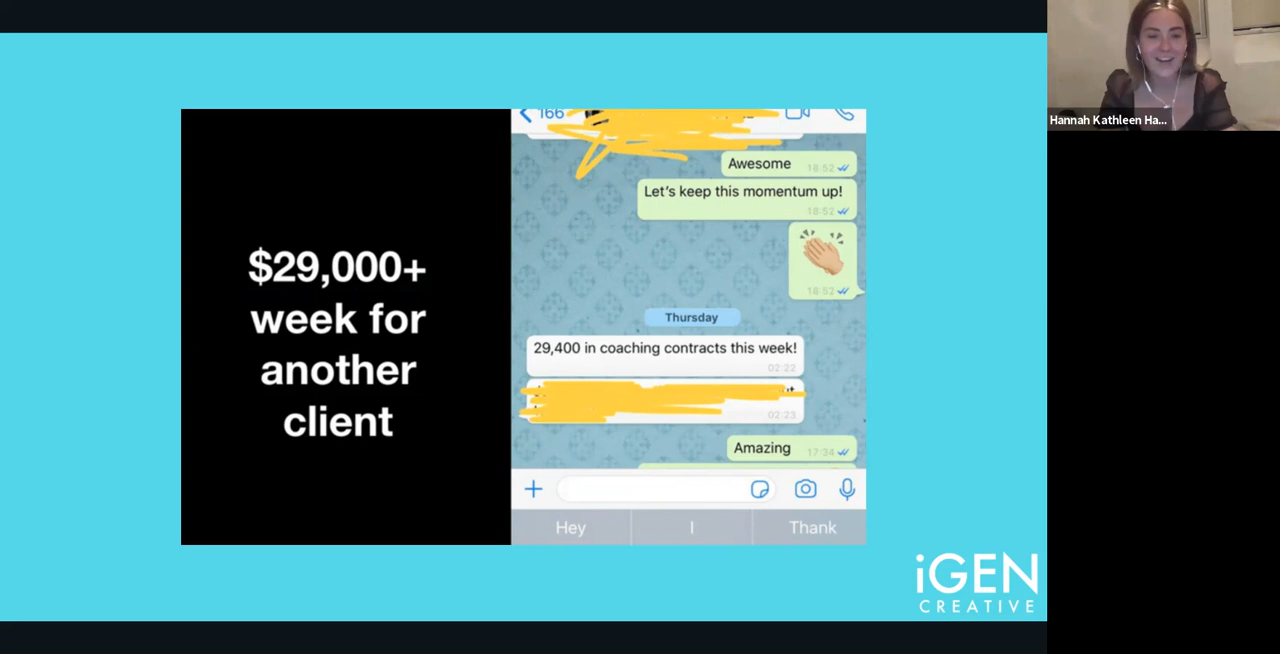 Hannah Kathleen Ha...
$29,000+
week for
another
client
166
Awesome
18:52
Let's keep this momentum up!
18:52
18:52
Thursday
29,400 in coaching contracts this week!
02:22
02:23
Amazing
17:34
Hey
I
Thank
iGEN
CREATIVE